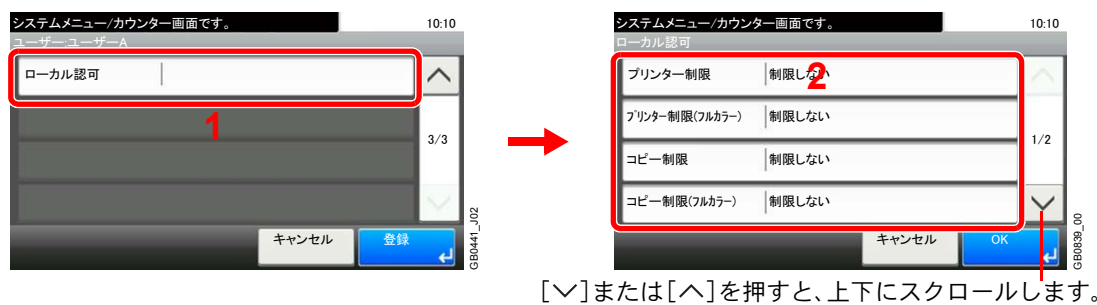 システムメニュー/カウンター画面です。 10:10
ユーザー:ユーザーA
ローカル認可
1
3/3
キャンセル 登録
GB0441_J02
システムメニュー/カウンター画面です。 10:10
ローカル認可
プリンター制限 制限しない
2
プリンター制限(フルカラー) 制限しない
1/2
コピー制限 制限しない
コピー制限(フルカラー) 制限しない
キャンセル OK
GB0839_00
[∨]または[∧]を押すと、上下にスクロールします。